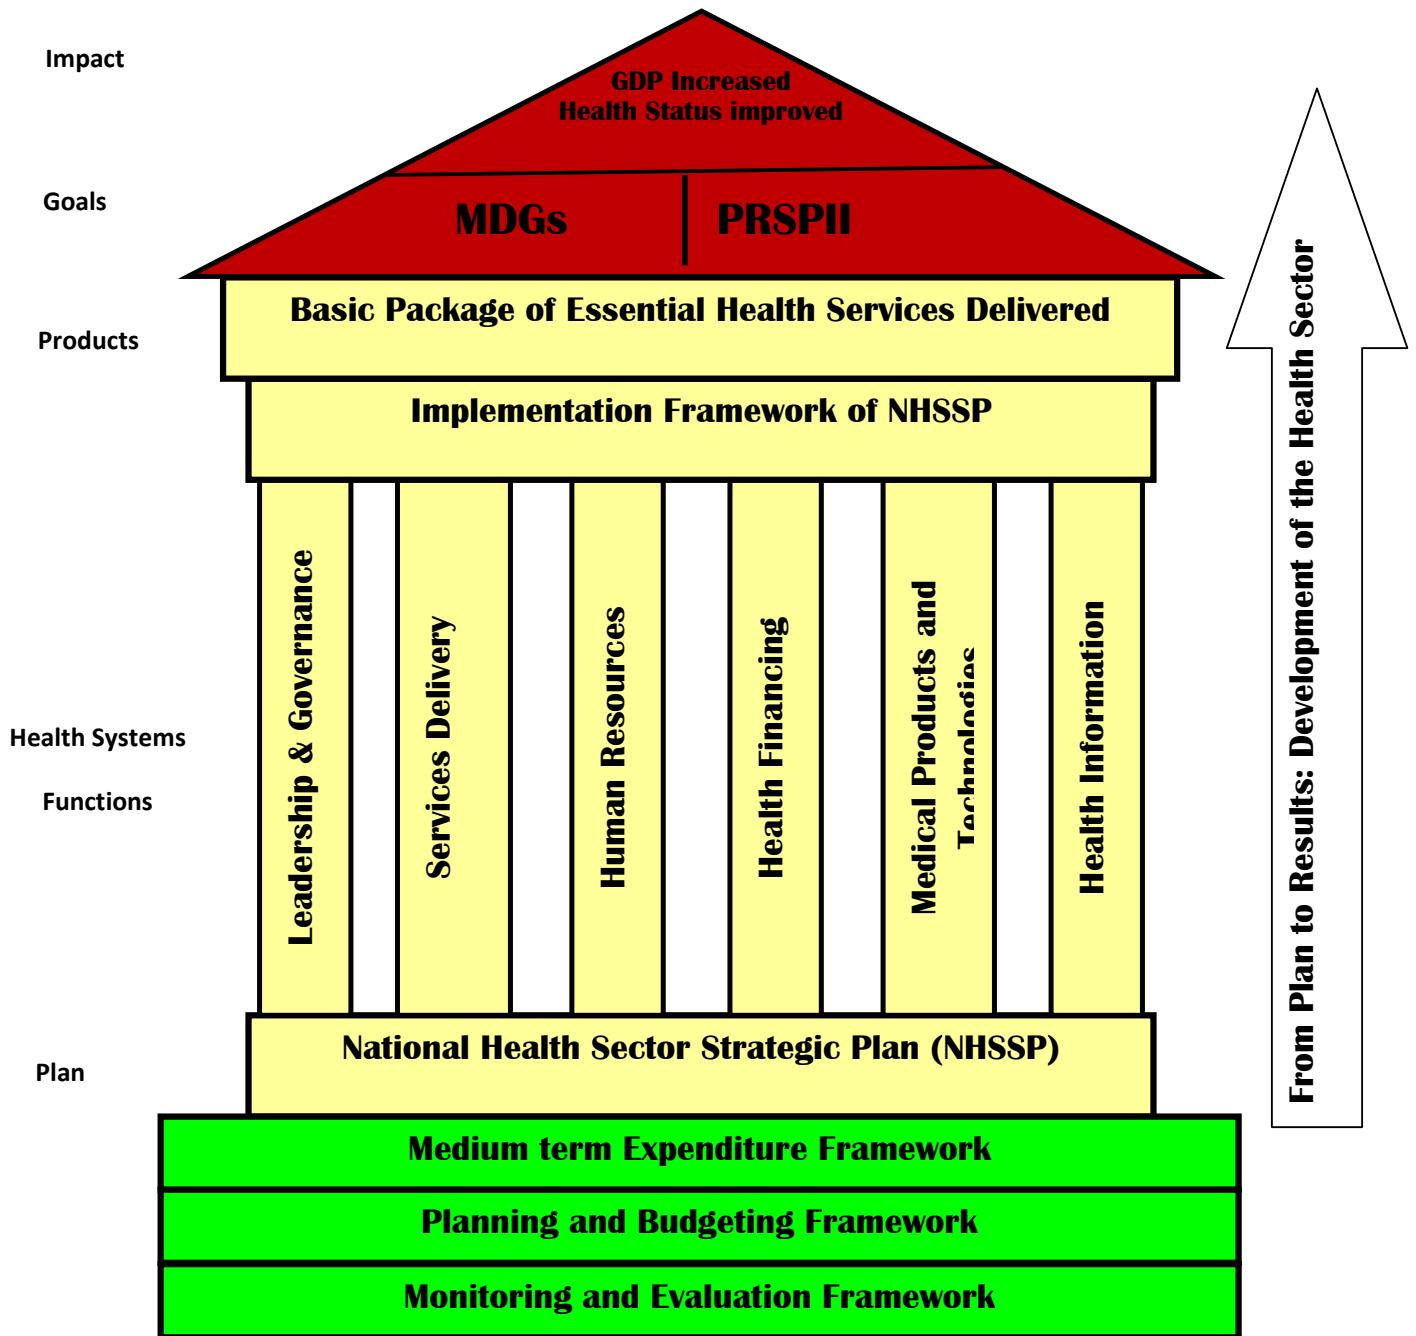 Impact
GDP Increased
Health Status improved
Goals
MDGs
PRSPII
Products
Basic Package of Essential Health Services Delivered
Implementation Framework of NHSSP
Health Systems
Functions
Leadership & Governance
Services Delivery
Human Resources
Health Financing
Medical Products and
Technologies
Health Information
Plan
National Health Sector Strategic Plan (NHSSP)
Medium term Expenditure Framework
Planning and Budgeting Framework
Monitoring and Evaluation Framework
From Plan to Results: Development of the Health Sector